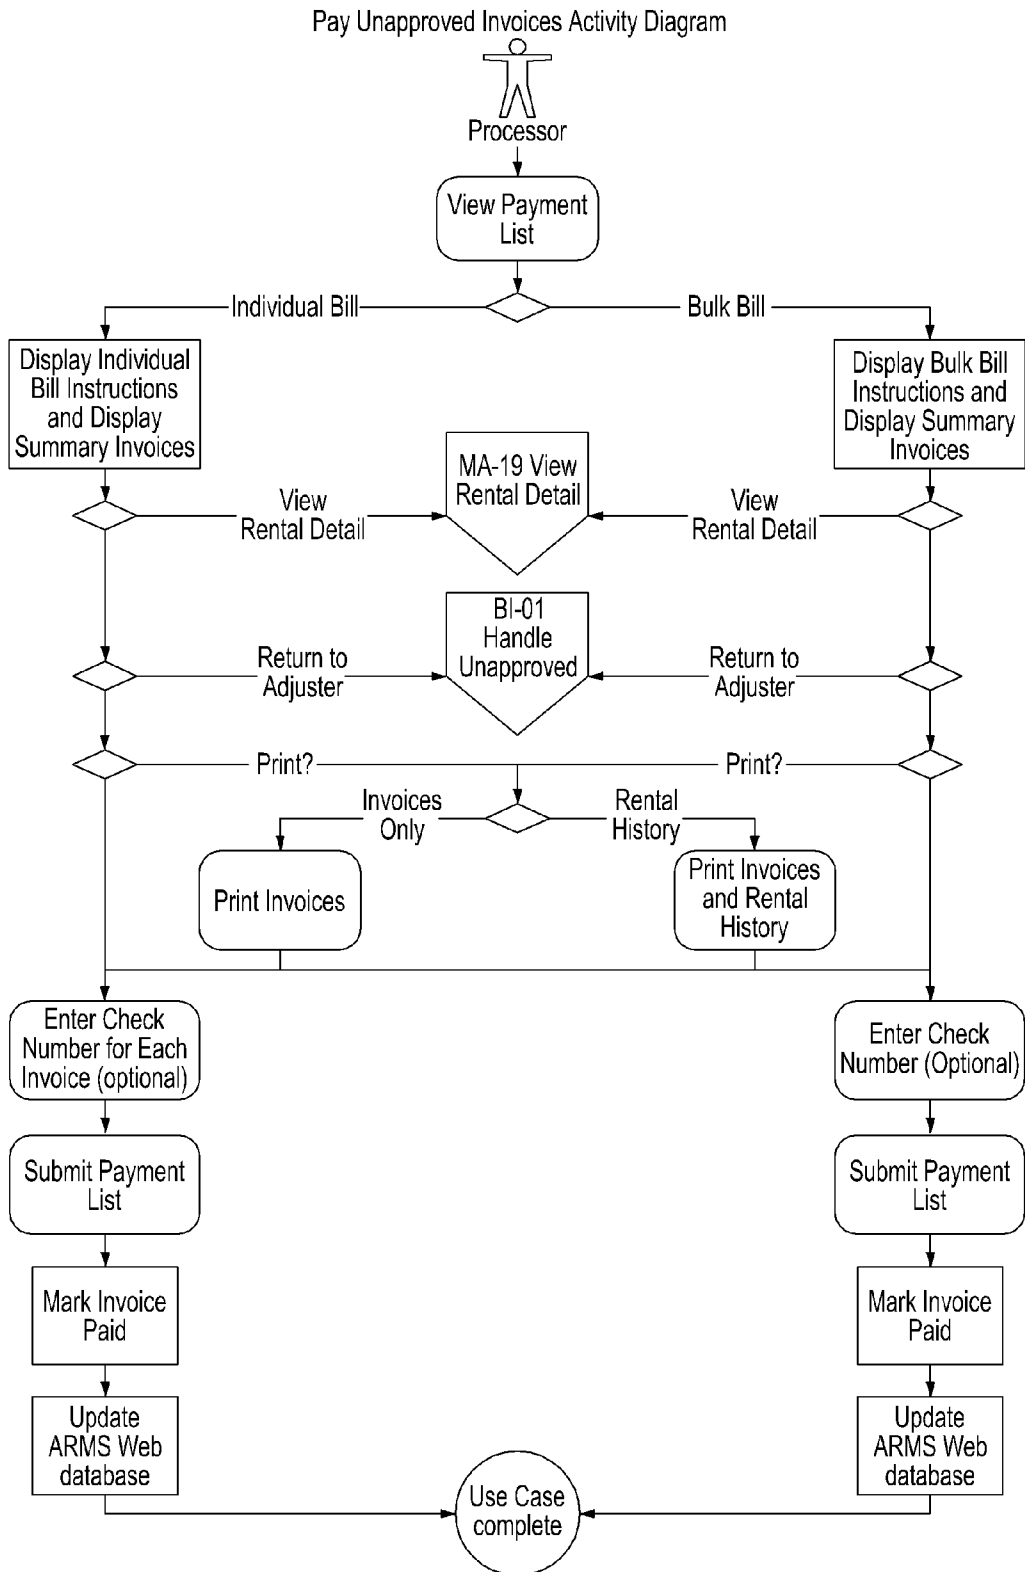 Pay Unapproved Invoices Activity Diagram
Processor
View Payment
List
Individual Bill
Bulk Bill
Display Individual
Bill Instructions
and Display
Summary Invoices
Display Bulk Bill
Instructions and
Display Summary
Invoices
MA-19 View
Rental Detail
View
Rental Detail
View
Rental Detail
BI-01
Handle
Unapproved
Return to
Adjuster
Return to
Adjuster
Print?
Print?
Invoices
Only
Rental
History
Print Invoices
Print Invoices
and Rental
History
Enter Check
Number for Each
Invoice (optional)
Enter Check
Number (Optional)
Submit Payment
List
Submit Payment
List
Mark Invoice
Paid
Mark Invoice
Paid
Update
ARMS Web
database
Update
ARMS Web
database
Use Case
complete